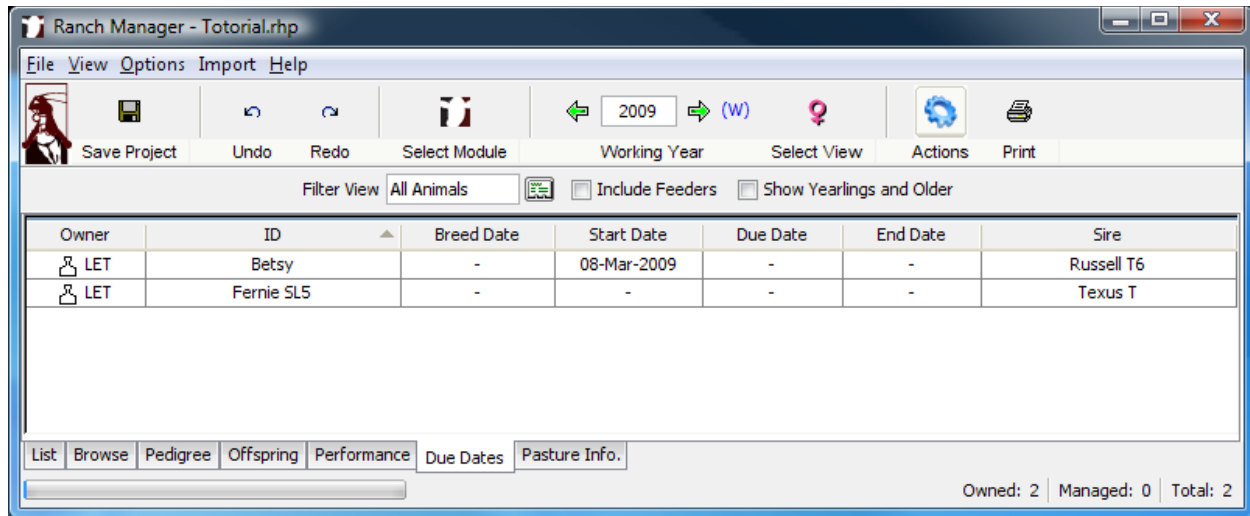 Ranch Manager - Totorial.rhp
File View Options Import Help
2009 (W)
Save Project Undo Redo Select Module Working Year Select View Actions Print
Filter View All Animals Include Feeders Show Yearlings and Older
Owner ID Breed Date Start Date Due Date End Date Sire
LET Betsy - 08-Mar-2009 - - Russell T6
LET Fernie SL5 - - - - Texus T
List Browse Pedigree Offspring Performance Due Dates Pasture Info.
Owned: 2 Managed: 0 Total: 2